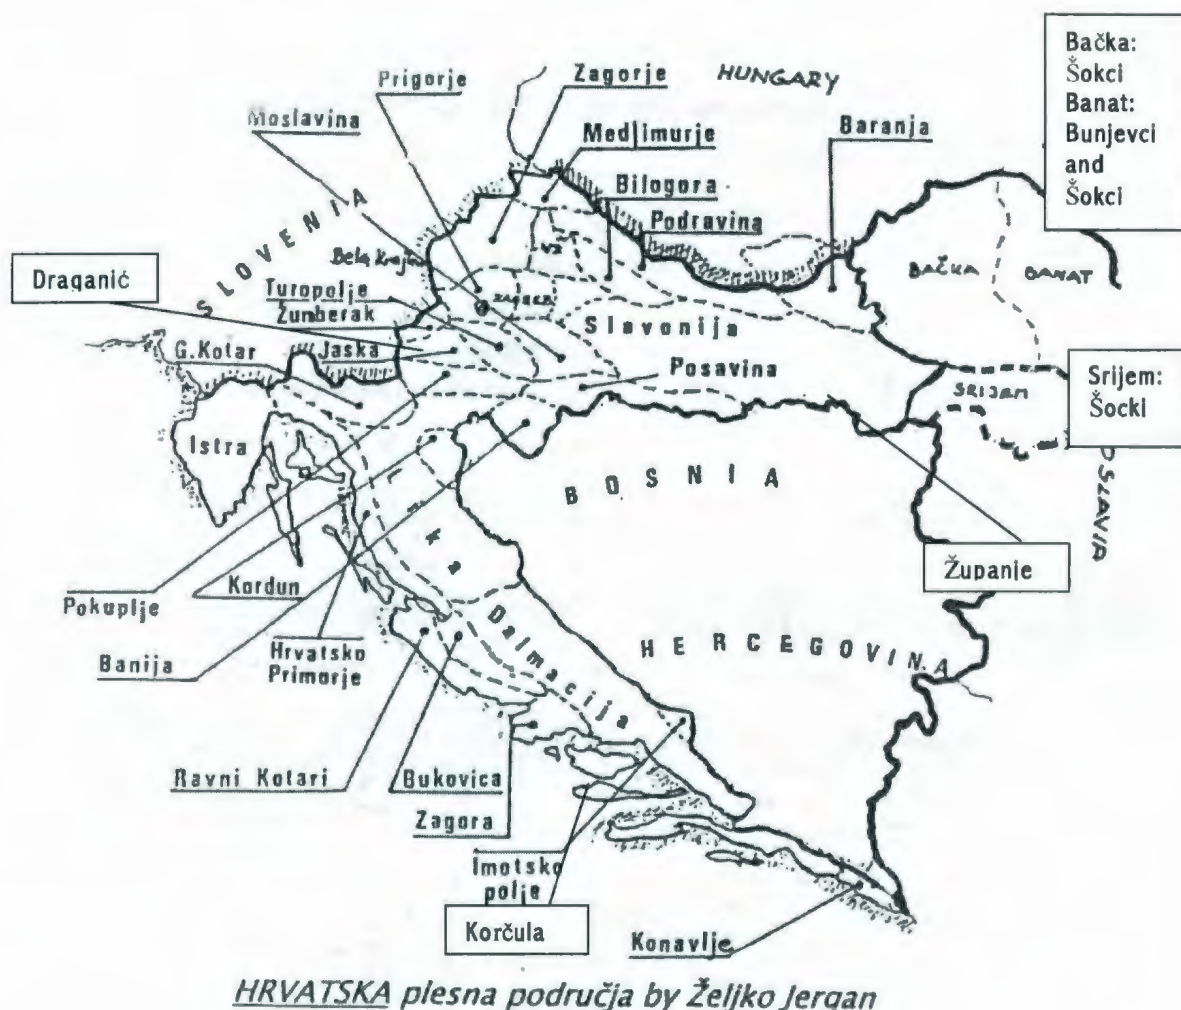 Bačka:
Šokci
Banat:
Bunjevci
and
Šokci
HUNGARY
Prigorje
Zagorje
Moslavina
Medjimurje
Baranja
Bilogora
Podravina
SLOVENIA
Bela Krajina
VŽ
BAČKA
BANAT
Draganić
Turopolje
Žumberak
ZAGREB
Slavonija
G.Kotar
Jaska
Posavina
SRIJEM
Srijem:
Šocki
Istra
BOSNIA
Lika
OSLAVIA
Županje
Pokuplje
Kordun
Dalmacija
HERCEGOVINA
Banija
Hrvatsko
Primorje
Ravni Kotari
Bukovica
Zagora
Imotsko
polje
Korčula
Konavlje
HRVATSKA plesna područja by Željko Jergan